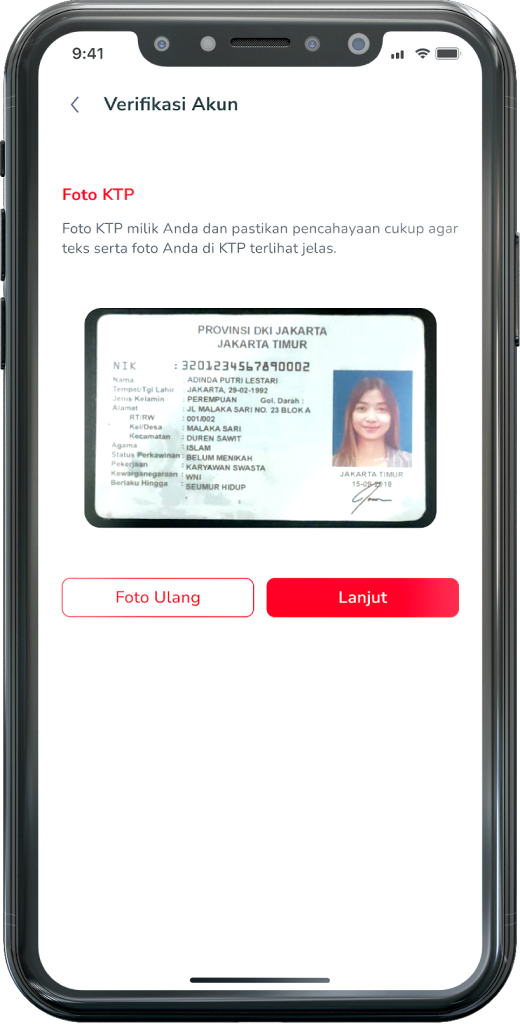 9:41
Verifikasi Akun
Foto KTP
Foto KTP milik Anda dan pastikan pencahayaan cukup agar
teks serta foto Anda di KTP terlihat jelas.
PROVINSI DKI JAKARTA
JAKARTA TIMUR
NIK : 3201234567890002
Nama : ADINDA PUTRI LESTARI
Tempet/Tgl Lahir : JAKARTA, 29-02-1992
Jenis Kelamin : PEREMPUAN Gol. Darah :
Alamat : JL MALAKA SARI NO. 23 BLOK A
RT/RW : 001/002
Kel/Desa : MALAKA SARI
Kecamatan : DUREN SAWIT
Agama : ISLAM
Status Perkawinan : BELUM MENIKAH
Pekerjaan : KARYAWAN SWASTA
Kewarganegaraan : WNI
Berlaku Hingga : SEUMUR HIDUP
JAKARTA TIMUR
15-09-2018
Foto Ulang
Lanjut